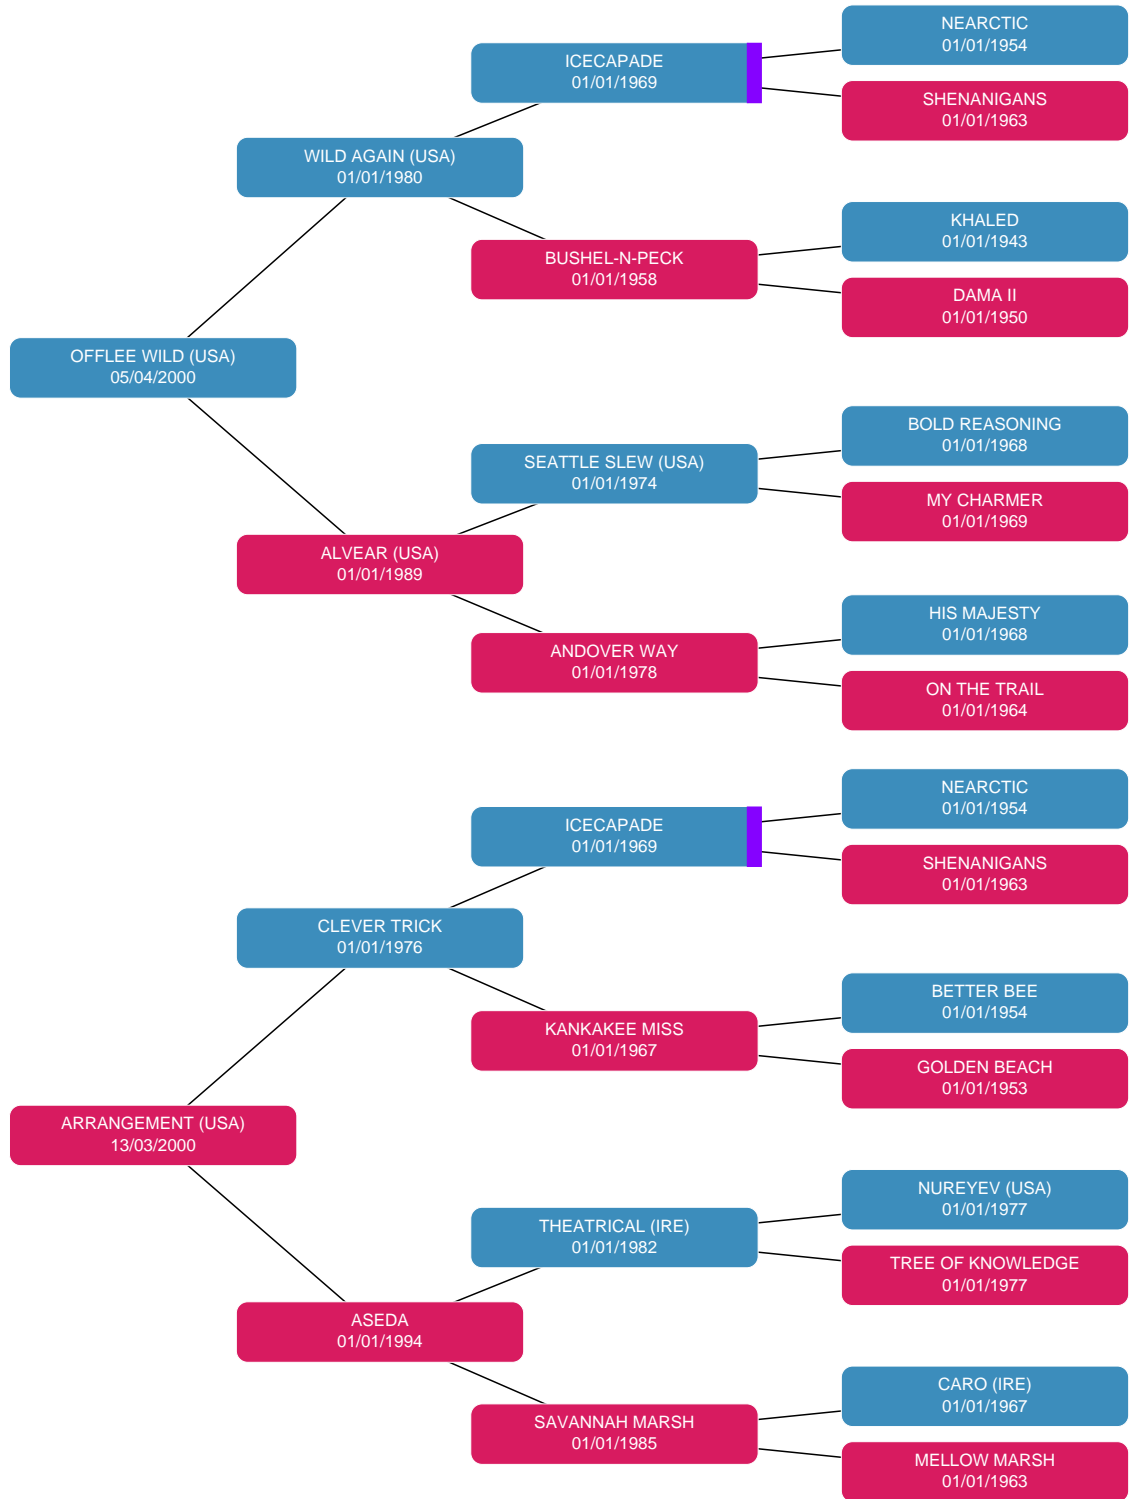 NEARCTIC
01/01/1954
ICECAPADE
01/01/1969
SHENANIGANS
01/01/1963
WILD AGAIN (USA)
01/01/1980
KHALED
01/01/1943
BUSHEL-N-PECK
01/01/1958
DAMA II
01/01/1950
OFFLEE WILD (USA)
05/04/2000
BOLD REASONING
01/01/1968
SEATTLE SLEW (USA)
01/01/1974
MY CHARMER
01/01/1969
ALVEAR (USA)
01/01/1989
HIS MAJESTY
01/01/1968
ANDOVER WAY
01/01/1978
ON THE TRAIL
01/01/1964
NEARCTIC
01/01/1954
ICECAPADE
01/01/1969
SHENANIGANS
01/01/1963
CLEVER TRICK
01/01/1976
BETTER BEE
01/01/1954
KANKAKEE MISS
01/01/1967
GOLDEN BEACH
01/01/1953
ARRANGEMENT (USA)
13/03/2000
NUREYEV (USA)
01/01/1977
THEATRICAL (IRE)
01/01/1982
TREE OF KNOWLEDGE
01/01/1977
ASEDA
01/01/1994
CARO (IRE)
01/01/1967
SAVANNAH MARSH
01/01/1985
MELLOW MARSH
01/01/1963